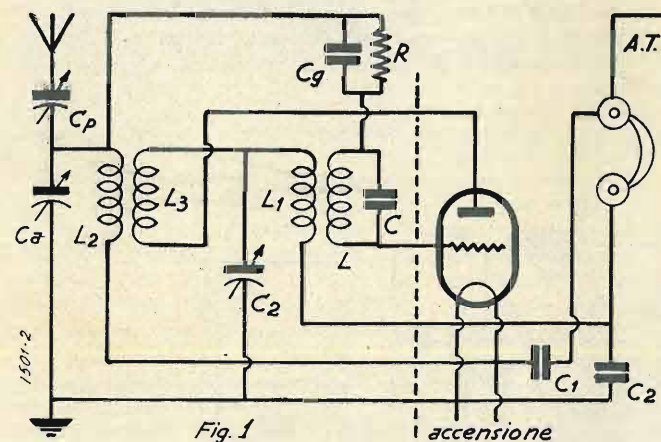 A.T.
Cg
R
Cp
Ca
L2
L3
L1
L
C
C2
C1
C2
1501-2
Fig. 1
accensione